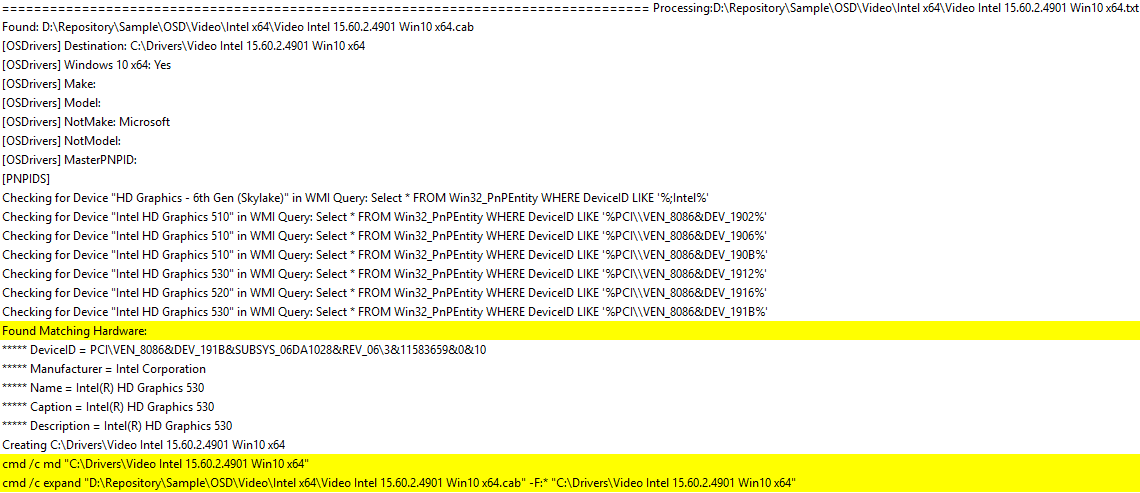 =================================================================================== Processing:D:\Repository\Sample\OSD\Video\Intel x64\Video Intel 15.60.2.4901 Win10 x64.txt
Found: D:\Repository\Sample\OSD\Video\Intel x64\Video Intel 15.60.2.4901 Win10 x64.cab
[OSDrivers] Destination: C:\Drivers\Video Intel 15.60.2.4901 Win10 x64
[OSDrivers] Windows 10 x64: Yes
[OSDrivers] Make:
[OSDrivers] Model:
[OSDrivers] NotMake: Microsoft
[OSDrivers] NotModel:
[OSDrivers] MasterPNPID:
[PNPIDS]
Checking for Device "HD Graphics - 6th Gen (Skylake)" in WMI Query: Select * FROM Win32_PnPEntity WHERE DeviceID LIKE '%;Intel%'
Checking for Device "Intel HD Graphics 510" in WMI Query: Select * FROM Win32_PnPEntity WHERE DeviceID LIKE '%PCI\\VEN_8086&DEV_1902%'
Checking for Device "Intel HD Graphics 510" in WMI Query: Select * FROM Win32_PnPEntity WHERE DeviceID LIKE '%PCI\\VEN_8086&DEV_1906%'
Checking for Device "Intel HD Graphics 510" in WMI Query: Select * FROM Win32_PnPEntity WHERE DeviceID LIKE '%PCI\\VEN_8086&DEV_190B%'
Checking for Device "Intel HD Graphics 530" in WMI Query: Select * FROM Win32_PnPEntity WHERE DeviceID LIKE '%PCI\\VEN_8086&DEV_1912%'
Checking for Device "Intel HD Graphics 520" in WMI Query: Select * FROM Win32_PnPEntity WHERE DeviceID LIKE '%PCI\\VEN_8086&DEV_1916%'
Checking for Device "Intel HD Graphics 530" in WMI Query: Select * FROM Win32_PnPEntity WHERE DeviceID LIKE '%PCI\\VEN_8086&DEV_191B%'
Found Matching Hardware:
***** DeviceID = PCI\VEN_8086&DEV_191B&SUBSYS_06DA1028&REV_06\3&11583659&0&10
***** Manufacturer = Intel Corporation
***** Name = Intel(R) HD Graphics 530
***** Caption = Intel(R) HD Graphics 530
***** Description = Intel(R) HD Graphics 530
Creating C:\Drivers\Video Intel 15.60.2.4901 Win10 x64
cmd /c md "C:\Drivers\Video Intel 15.60.2.4901 Win10 x64"
cmd /c expand "D:\Repository\Sample\OSD\Video\Intel x64\Video Intel 15.60.2.4901 Win10 x64.cab" -F:* "C:\Drivers\Video Intel 15.60.2.4901 Win10 x64"